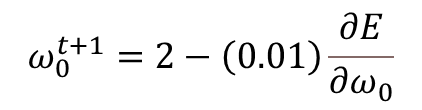 ω₀ᵗ⁺¹ = 2 − (0.01) ∂E/∂ω₀